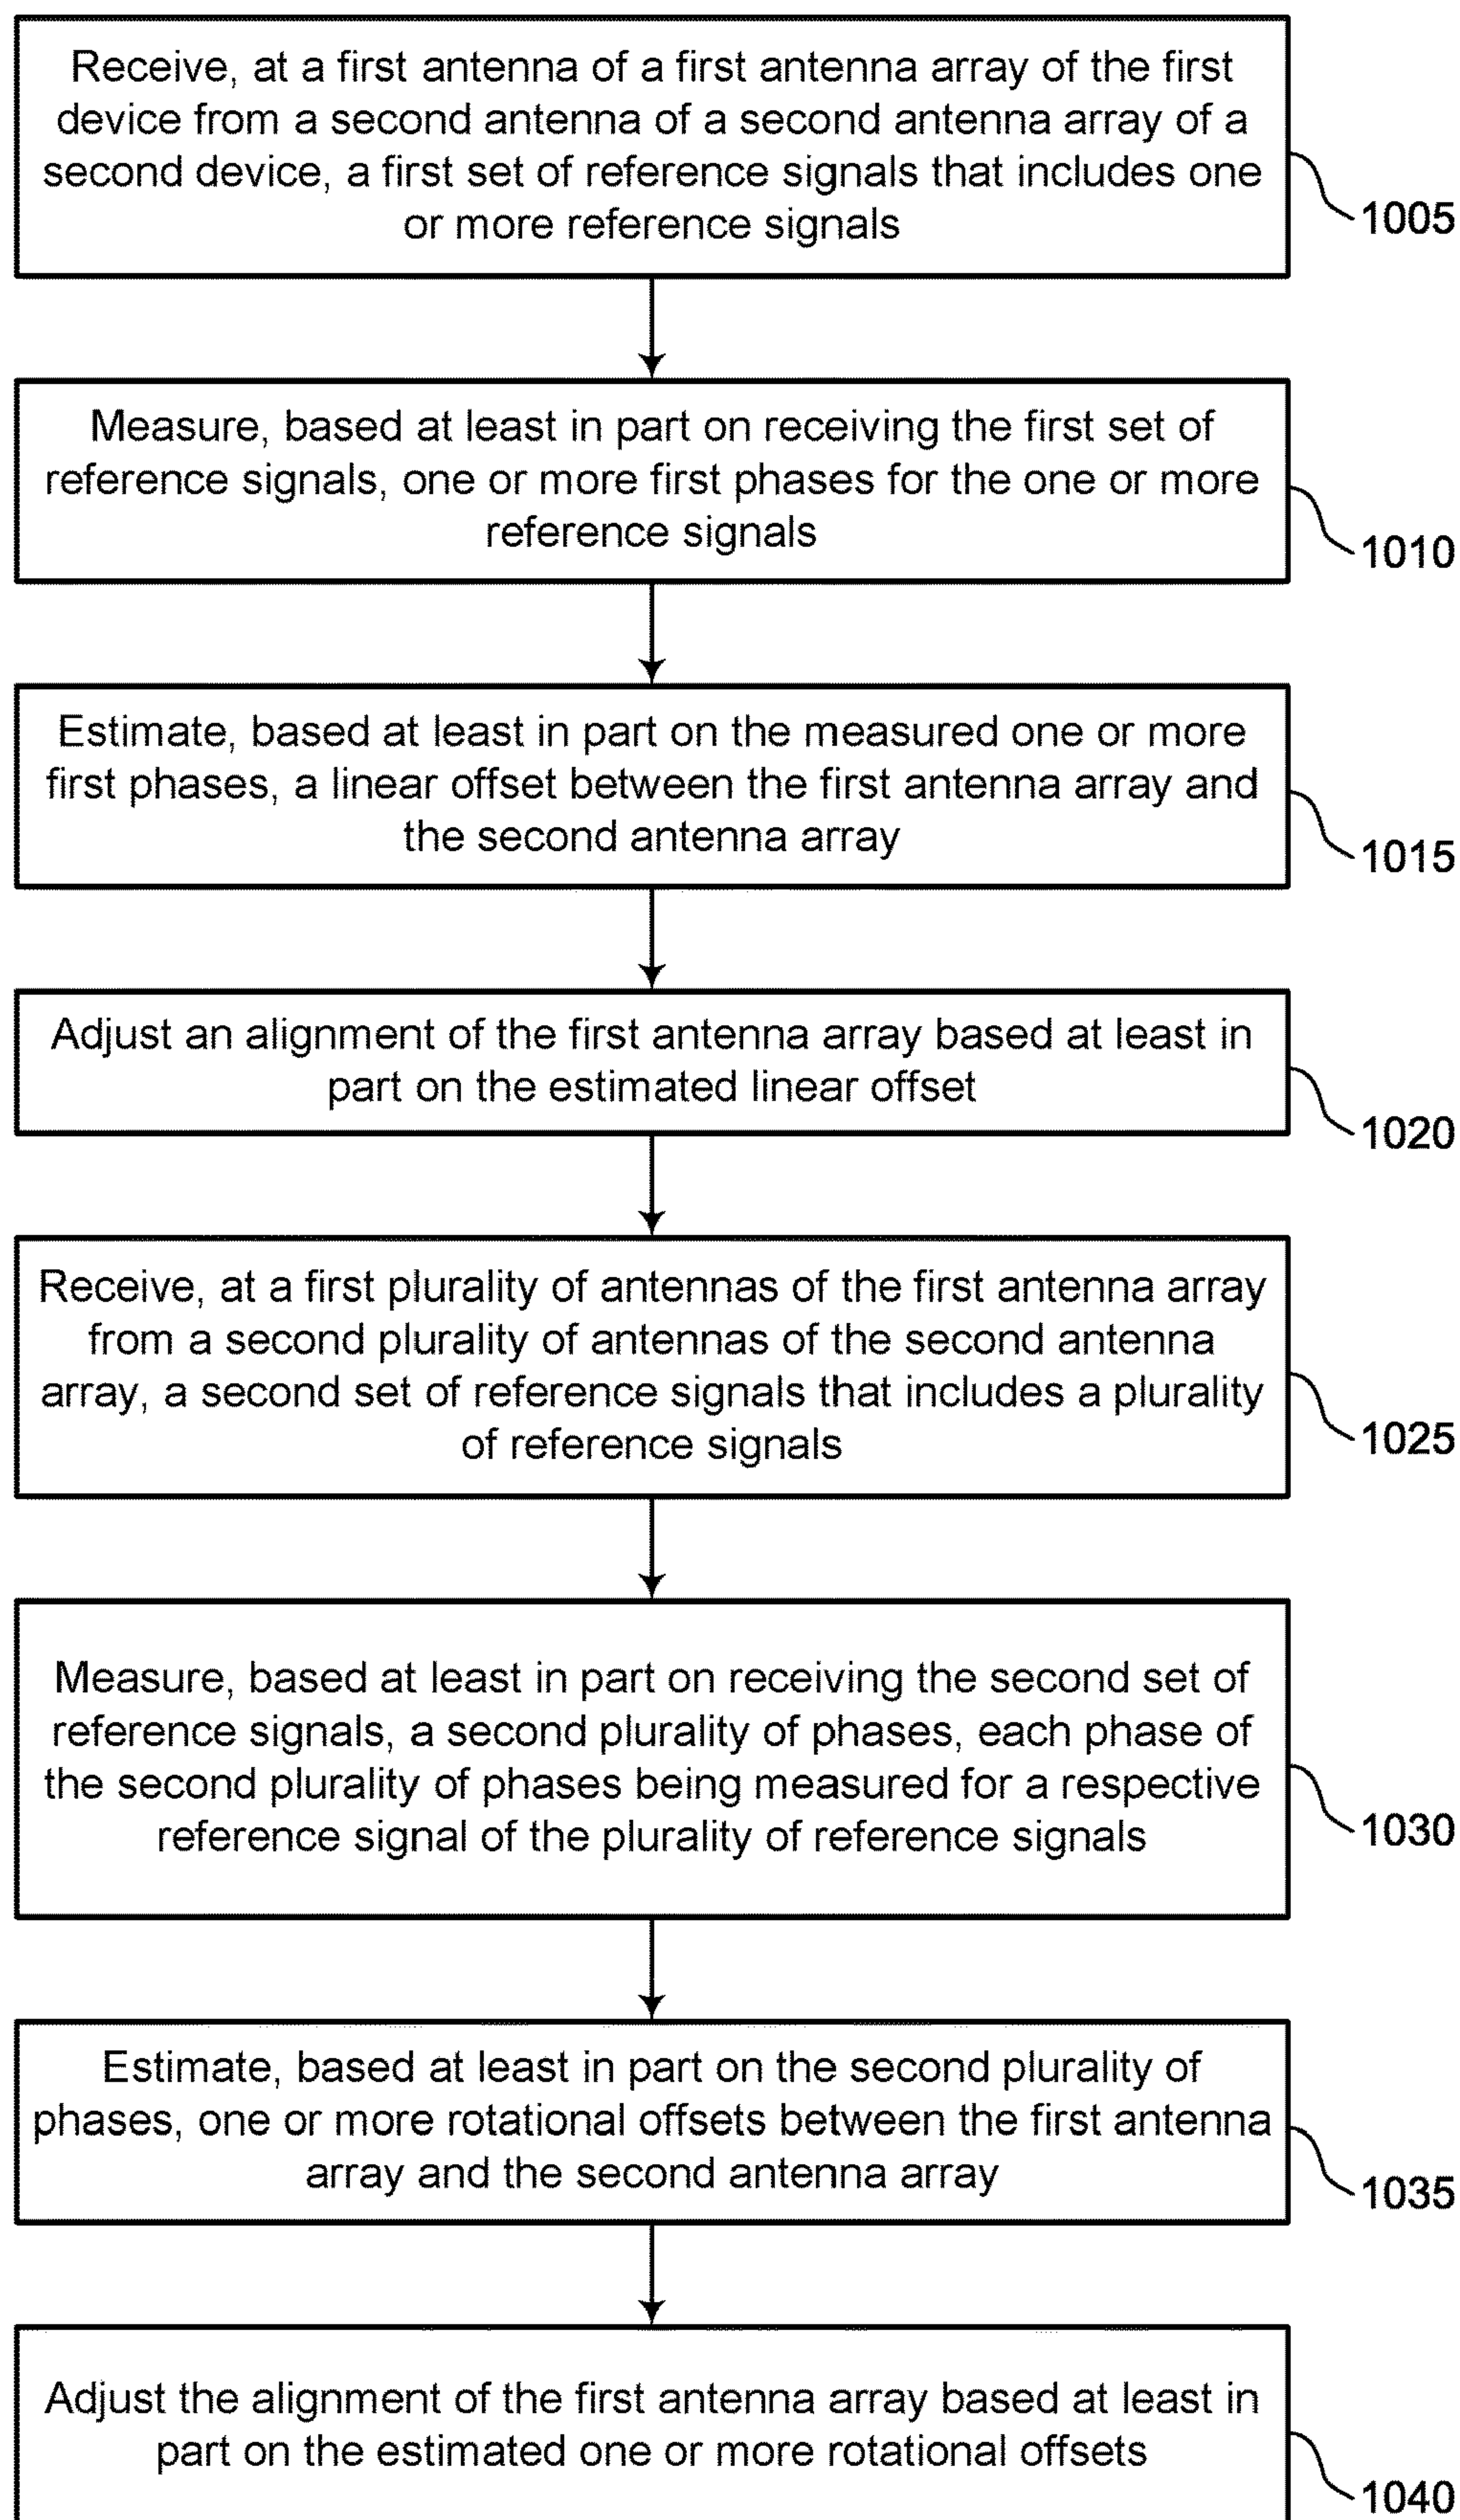 Receive, at a first antenna of a first antenna array of the first
device from a second antenna of a second antenna array of a
second device, a first set of reference signals that includes one
or more reference signals
1005
Measure, based at least in part on receiving the first set of
reference signals, one or more first phases for the one or more
reference signals
1010
Estimate, based at least in part on the measured one or more
first phases, a linear offset between the first antenna array and
the second antenna array
1015
Adjust an alignment of the first antenna array based at least in
part on the estimated linear offset
1020
Receive, at a first plurality of antennas of the first antenna array
from a second plurality of antennas of the second antenna
array, a second set of reference signals that includes a plurality
of reference signals
1025
Measure, based at least in part on receiving the second set of
reference signals, a second plurality of phases, each phase of
the second plurality of phases being measured for a respective
reference signal of the plurality of reference signals
1030
Estimate, based at least in part on the second plurality of
phases, one or more rotational offsets between the first antenna
array and the second antenna array
1035
Adjust the alignment of the first antenna array based at least in
part on the estimated one or more rotational offsets
1040